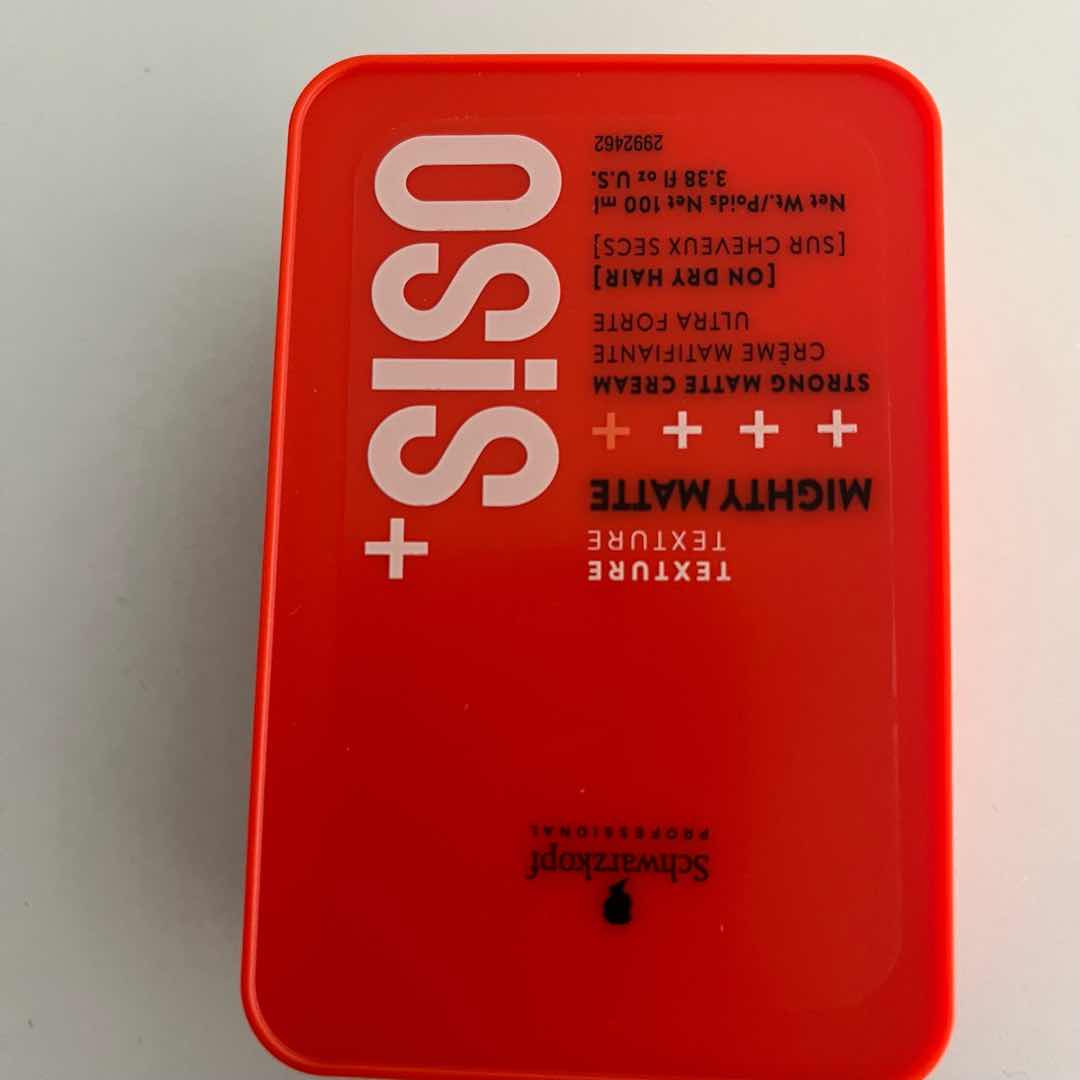 Schwarzkopf
PROFESSIONAL
OSiS+
TEXTURE
TEXTURE
MIGHTY MATTE
++++
STRONG MATTE CREAM
CRÈME MATIFIANTE
ULTRA FORTE
[ON DRY HAIR]
[SUR CHEVEUX SECS]
Net Wt./Poids Net 100 ml
3.38 fl oz U.S.
2992462